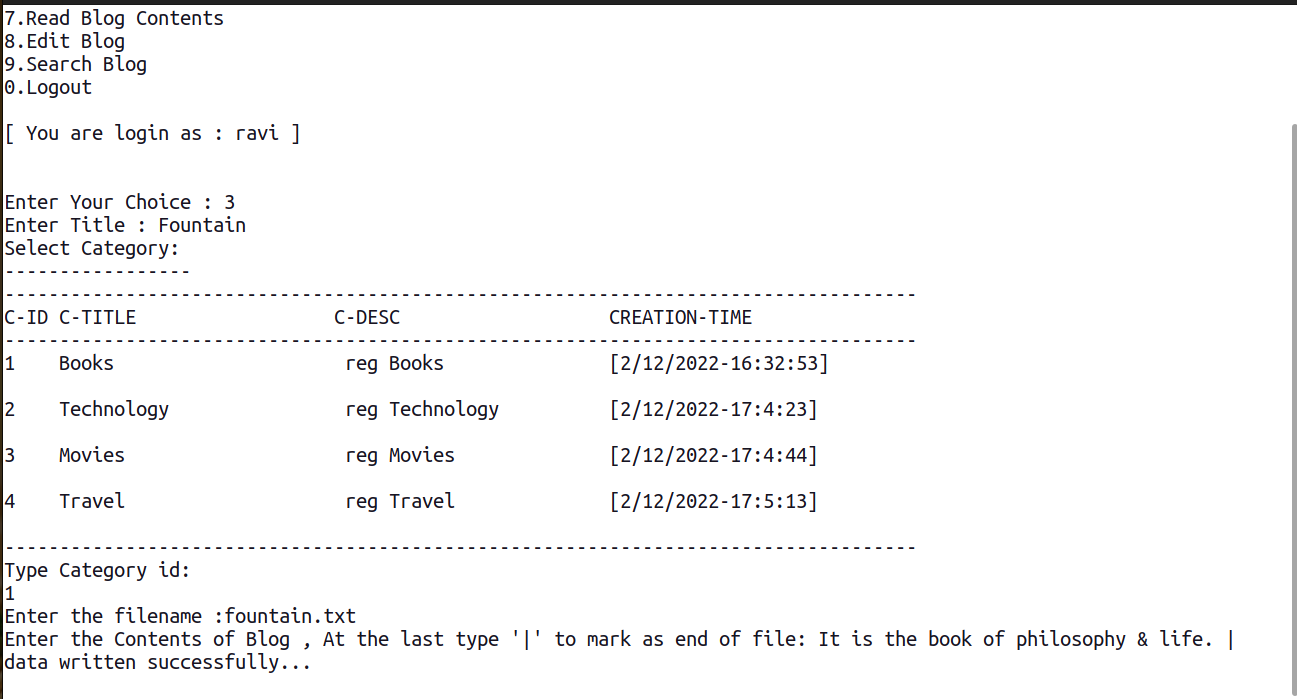 7.Read Blog Contents
8.Edit Blog
9.Search Blog
0.Logout
[ You are login as : ravi ]
Enter Your Choice : 3
Enter Title : Fountain
Select Category:
-----------------
-----------------------------------------------------------------------------------
C-ID C-TITLE                  C-DESC                   CREATION-TIME
-----------------------------------------------------------------------------------
1    Books                     reg Books               [2/12/2022-16:32:53]
2    Technology                reg Technology          [2/12/2022-17:4:23]
3    Movies                    reg Movies              [2/12/2022-17:4:44]
4    Travel                    reg Travel              [2/12/2022-17:5:13]
-----------------------------------------------------------------------------------
Type Category id:
1
Enter the filename :fountain.txt
Enter the Contents of Blog , At the last type '|' to mark as end of file: It is the book of philosophy & life. |
data written successfully...